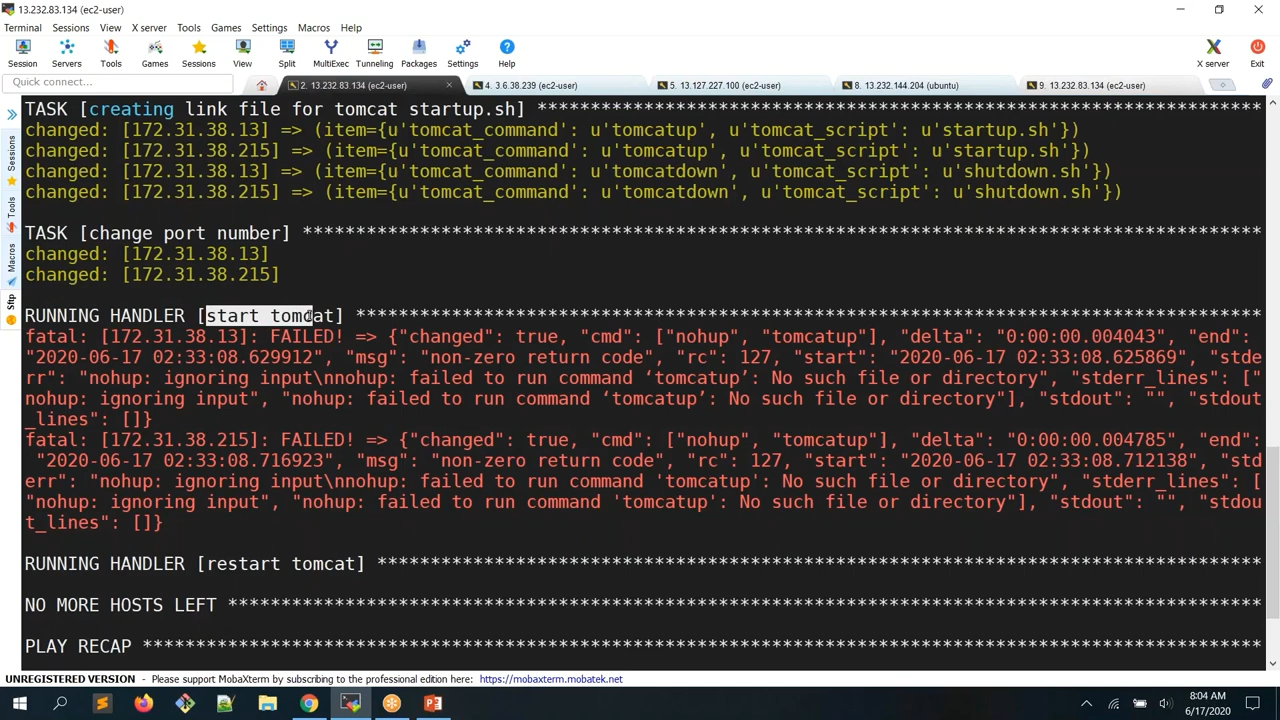 13.232.83.134 (ec2-user)
Terminal Sessions View X server Tools Games Settings Macros Help
Session Servers Tools Games Sessions View Split MultiExec Tunneling Packages Settings Help X server Exit
Quick connect... 2. 13.232.83.134 (ec2-user) 4. 3.6.38.239 (ec2-user) 5. 13.127.227.100 (ec2-user) 8. 13.232.144.204 (ubuntu) 9. 13.232.83.134 (ec2-user)
Sessions
Tools
Macros
Sftp
TASK [creating link file for tomcat startup.sh] ********************************************************************
changed: [172.31.38.13] => (item={u'tomcat_command': u'tomcatup', u'tomcat_script': u'startup.sh'})
changed: [172.31.38.215] => (item={u'tomcat_command': u'tomcatup', u'tomcat_script': u'startup.sh'})
changed: [172.31.38.13] => (item={u'tomcat_command': u'tomcatdown', u'tomcat_script': u'shutdown.sh'})
changed: [172.31.38.215] => (item={u'tomcat_command': u'tomcatdown', u'tomcat_script': u'shutdown.sh'})
TASK [change port number] ******************************************************************************************
changed: [172.31.38.13]
changed: [172.31.38.215]
RUNNING HANDLER [start tomcat] *************************************************************************************
fatal: [172.31.38.13]: FAILED! => {"changed": true, "cmd": ["nohup", "tomcatup"], "delta": "0:00:00.004043", "end":
"2020-06-17 02:33:08.629912", "msg": "non-zero return code", "rc": 127, "start": "2020-06-17 02:33:08.625869", "stde
rr": "nohup: ignoring input\nnohup: failed to run command ‘tomcatup’: No such file or directory", "stderr_lines": ["
nohup: ignoring input", "nohup: failed to run command ‘tomcatup’: No such file or directory"], "stdout": "", "stdout
_lines": []}
fatal: [172.31.38.215]: FAILED! => {"changed": true, "cmd": ["nohup", "tomcatup"], "delta": "0:00:00.004785", "end":
"2020-06-17 02:33:08.716923", "msg": "non-zero return code", "rc": 127, "start": "2020-06-17 02:33:08.712138", "std
err": "nohup: ignoring input\nnohup: failed to run command 'tomcatup': No such file or directory", "stderr_lines": [
"nohup: ignoring input", "nohup: failed to run command 'tomcatup': No such file or directory"], "stdout": "", "stdou
t_lines": []}
RUNNING HANDLER [restart tomcat] ***********************************************************************************
NO MORE HOSTS LEFT *************************************************************************************************
PLAY RECAP *********************************************************************************************************
UNREGISTERED VERSION - Please support MobaXterm by subscribing to the professional edition here: https://mobaxterm.mobatek.net
8:04 AM
6/17/2020